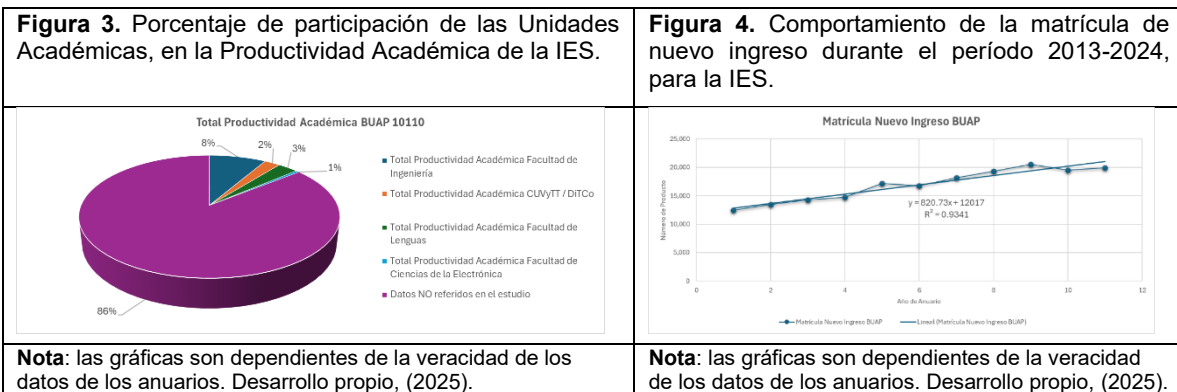 Figura 3. Porcentaje de participación de las Unidades
Académicas, en la Productividad Académica de la IES.
Figura 4. Comportamiento de la matrícula de
nuevo ingreso durante el período 2013-2024,
para la IES.
Total Productividad Académica BUAP 10110
8%
2%
3%
1%
86%
Total Productividad Académica Facultad de
Ingeniería
Total Productividad Académica CUVyTT / DiTCo
Total Productividad Académica Facultad de
Lenguas
Total Productividad Académica Facultad de
Ciencias de la Electrónica
Datos NO referidos en el estudio
Matrícula Nuevo Ingreso BUAP
25,000
20,000
15,000
10,000
5,000
0
Número de Producto
y = 820.73x + 12017
R² = 0.9341
0 2 4 6 8 10 12
Año de Anuario
Matrícula Nuevo Ingreso BUAP
Lineal (Matrícula Nuevo Ingreso BUAP)
Nota: las gráficas son dependientes de la veracidad de los
datos de los anuarios. Desarrollo propio, (2025).
Nota: las gráficas son dependientes de la veracidad
de los datos de los anuarios. Desarrollo propio, (2025).